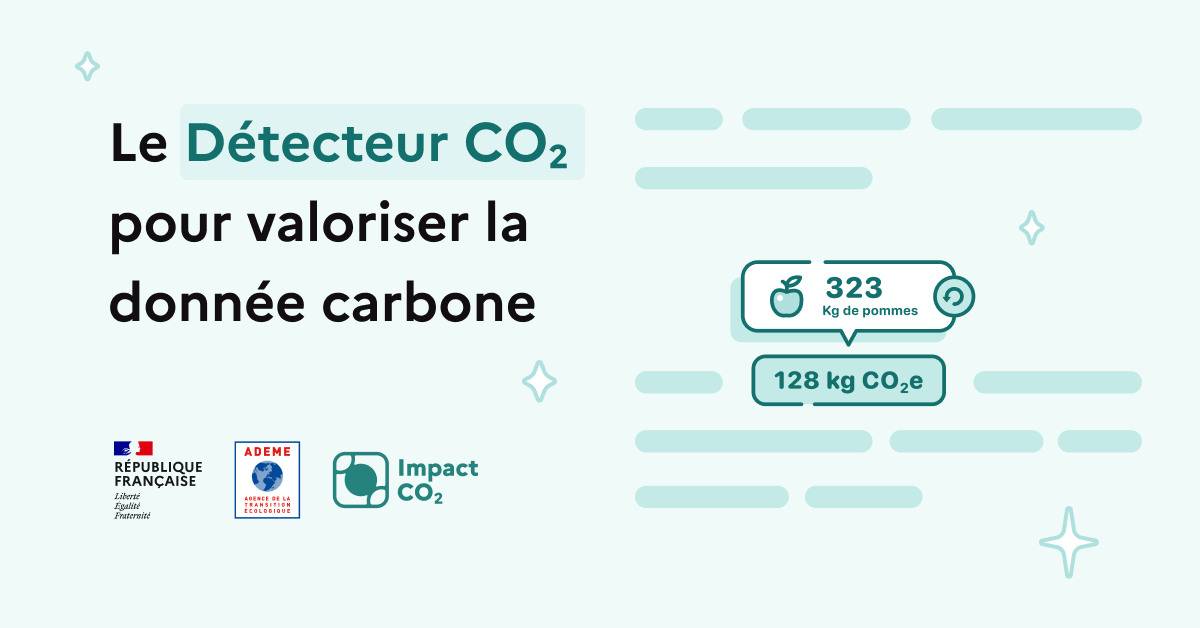 Le Détecteur CO₂
pour valoriser la
donnée carbone
323
Kg de pommes
128 kg CO₂e
RÉPUBLIQUE
FRANÇAISE
Liberté
Égalité
Fraternité
ADEME
AGENCE DE LA
TRANSITION
ÉCOLOGIQUE
Impact
CO₂